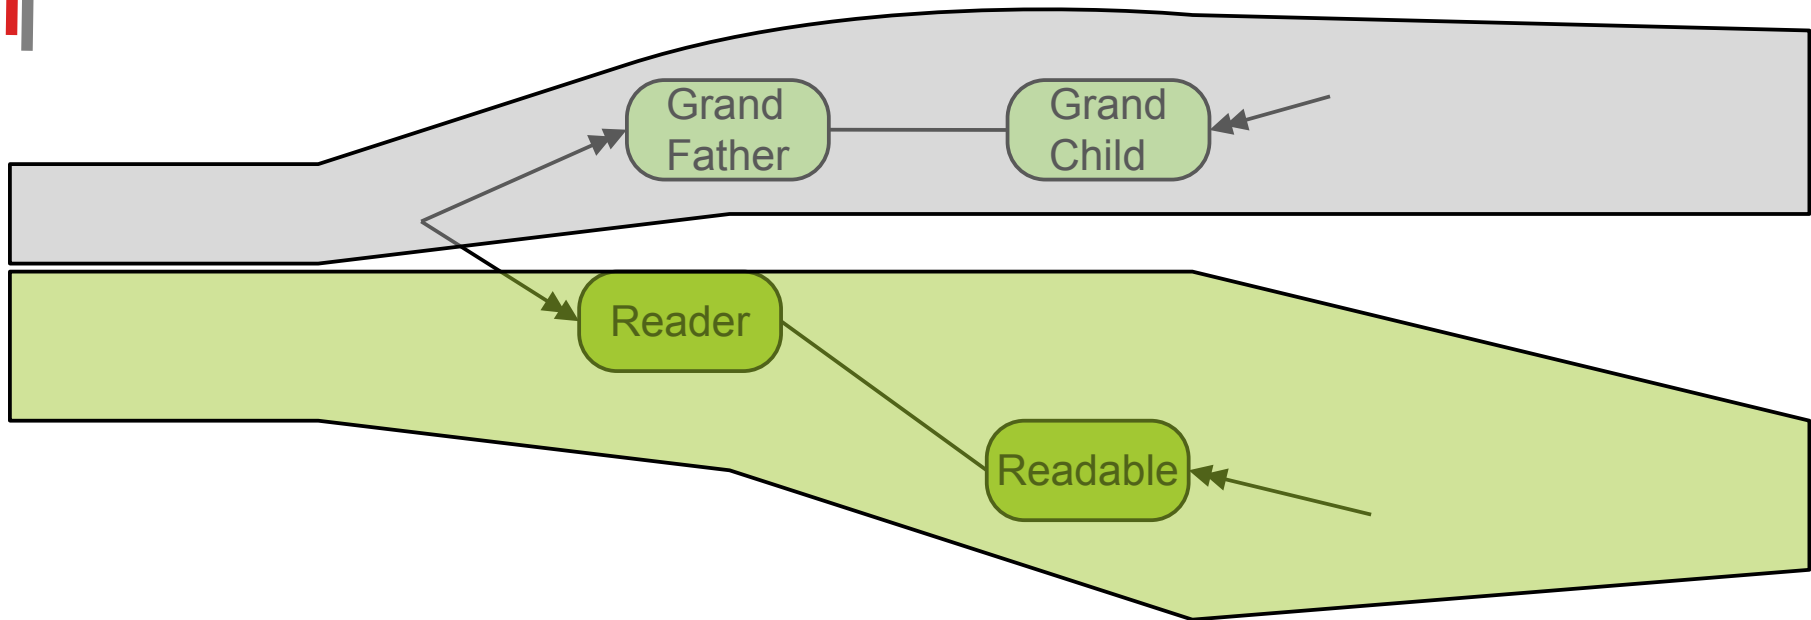 Grand
Father
Grand
Child
Reader
Readable